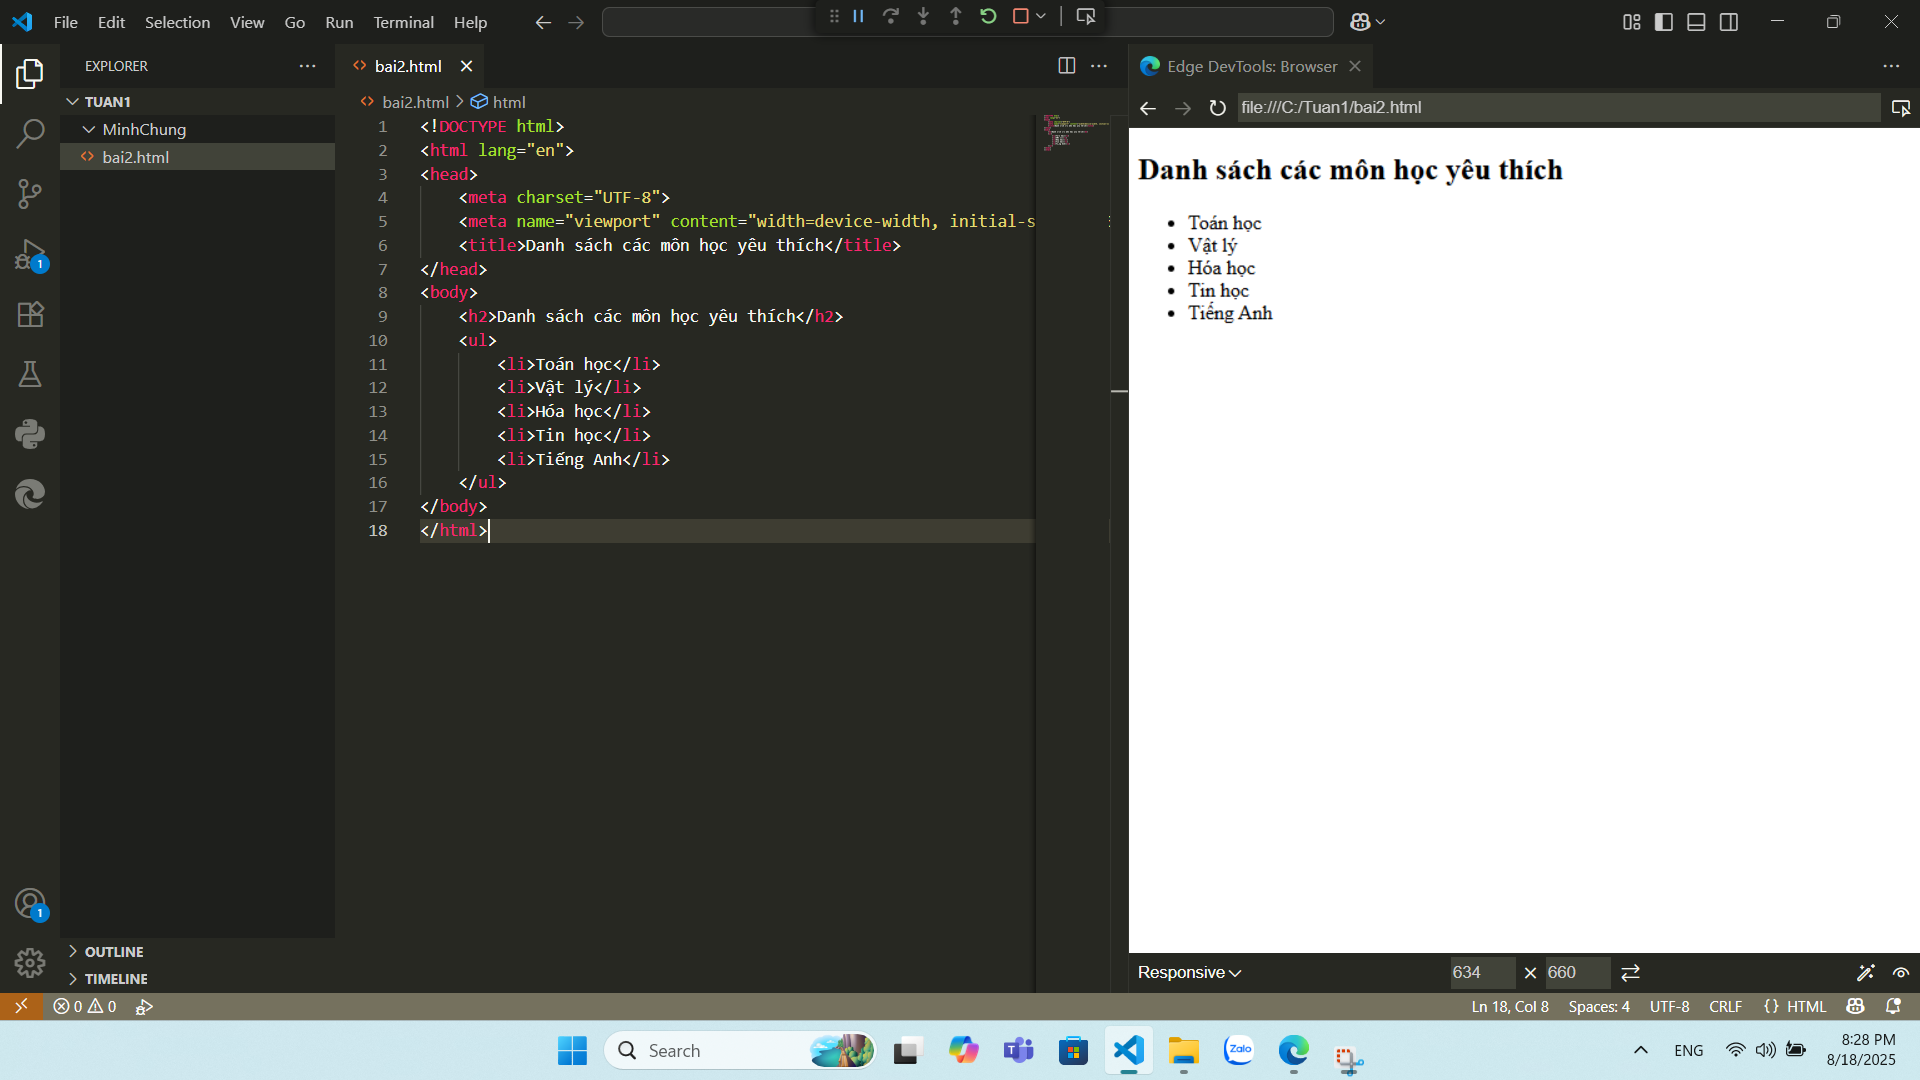 File Edit Selection View Go Run Terminal Help
EXPLORER
TUAN1
MinhChung
bai2.html
1
1
OUTLINE
TIMELINE
bai2.html
bai2.html > html
1 <!DOCTYPE html>
2 <html lang="en">
3 <head>
4 <meta charset="UTF-8">
5 <meta name="viewport" content="width=device-width, initial-s
6 <title>Danh sách các môn học yêu thích</title>
7 </head>
8 <body>
9 <h2>Danh sách các môn học yêu thích</h2>
10 <ul>
11 <li>Toán học</li>
12 <li>Vật lý</li>
13 <li>Hóa học</li>
14 <li>Tin học</li>
15 <li>Tiếng Anh</li>
16 </ul>
17 </body>
18 </html>
Edge DevTools: Browser
file:///C:/Tuan1/bai2.html
Danh sách các môn học yêu thích
• Toán học
• Vật lý
• Hóa học
• Tin học
• Tiếng Anh
Responsive 634 × 660
0 0 Ln 18, Col 8 Spaces: 4 UTF-8 CRLF {} HTML
Search
Zalo
ENG
8:28 PM
8/18/2025